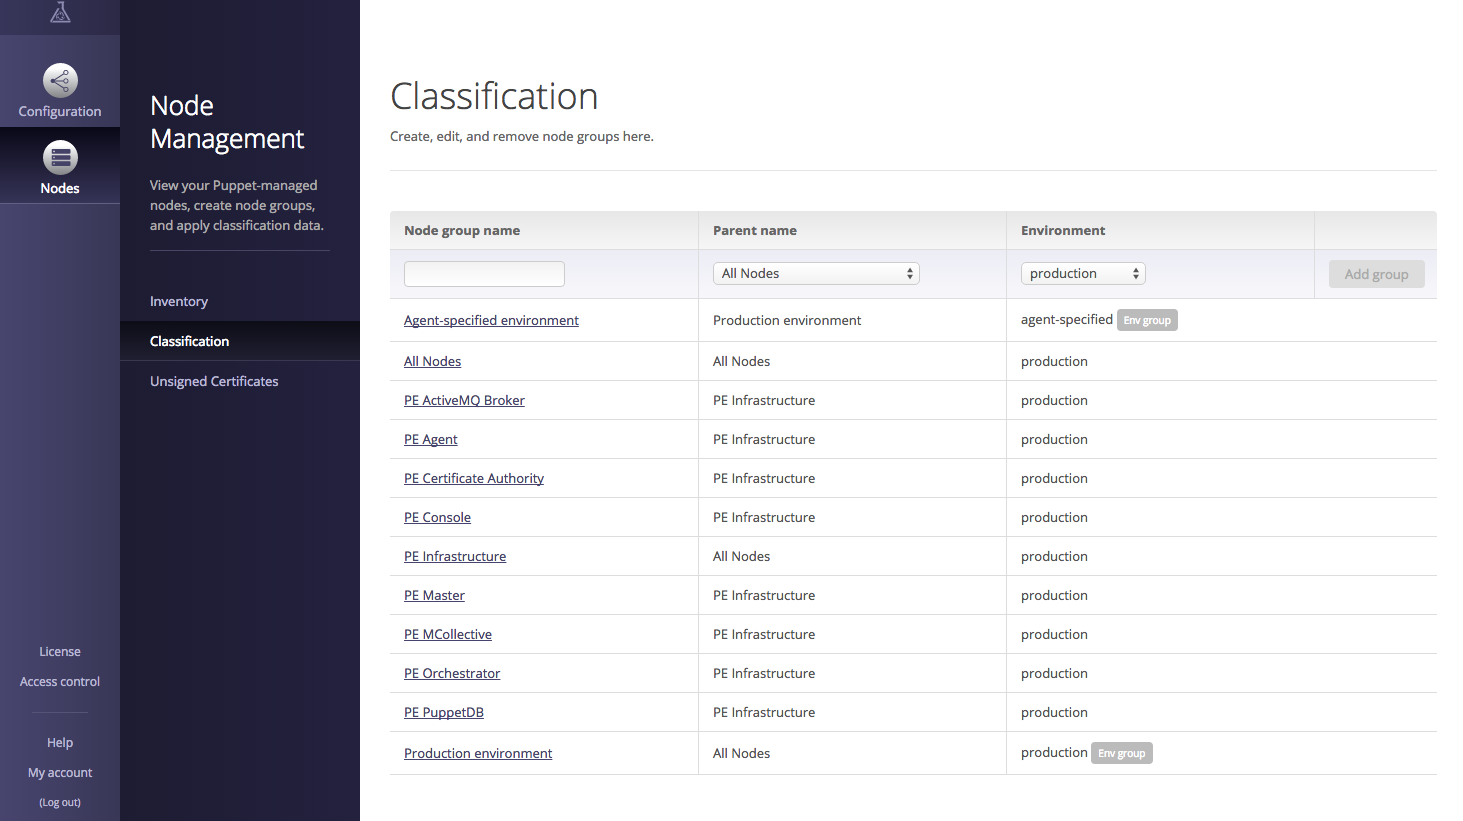 Configuration
Nodes
License
Access control
Help
My account
(Log out)
Node
Management
View your Puppet-managed
nodes, create node groups,
and apply classification data.
Inventory
Classification
Unsigned Certificates
Classification
Create, edit, and remove node groups here.
Node group name Parent name Environment
All Nodes production Add group
Agent-specified environment Production environment agent-specified Env group
All Nodes All Nodes production
PE ActiveMQ Broker PE Infrastructure production
PE Agent PE Infrastructure production
PE Certificate Authority PE Infrastructure production
PE Console PE Infrastructure production
PE Infrastructure All Nodes production
PE Master PE Infrastructure production
PE MCollective PE Infrastructure production
PE Orchestrator PE Infrastructure production
PE PuppetDB PE Infrastructure production
Production environment All Nodes production Env group